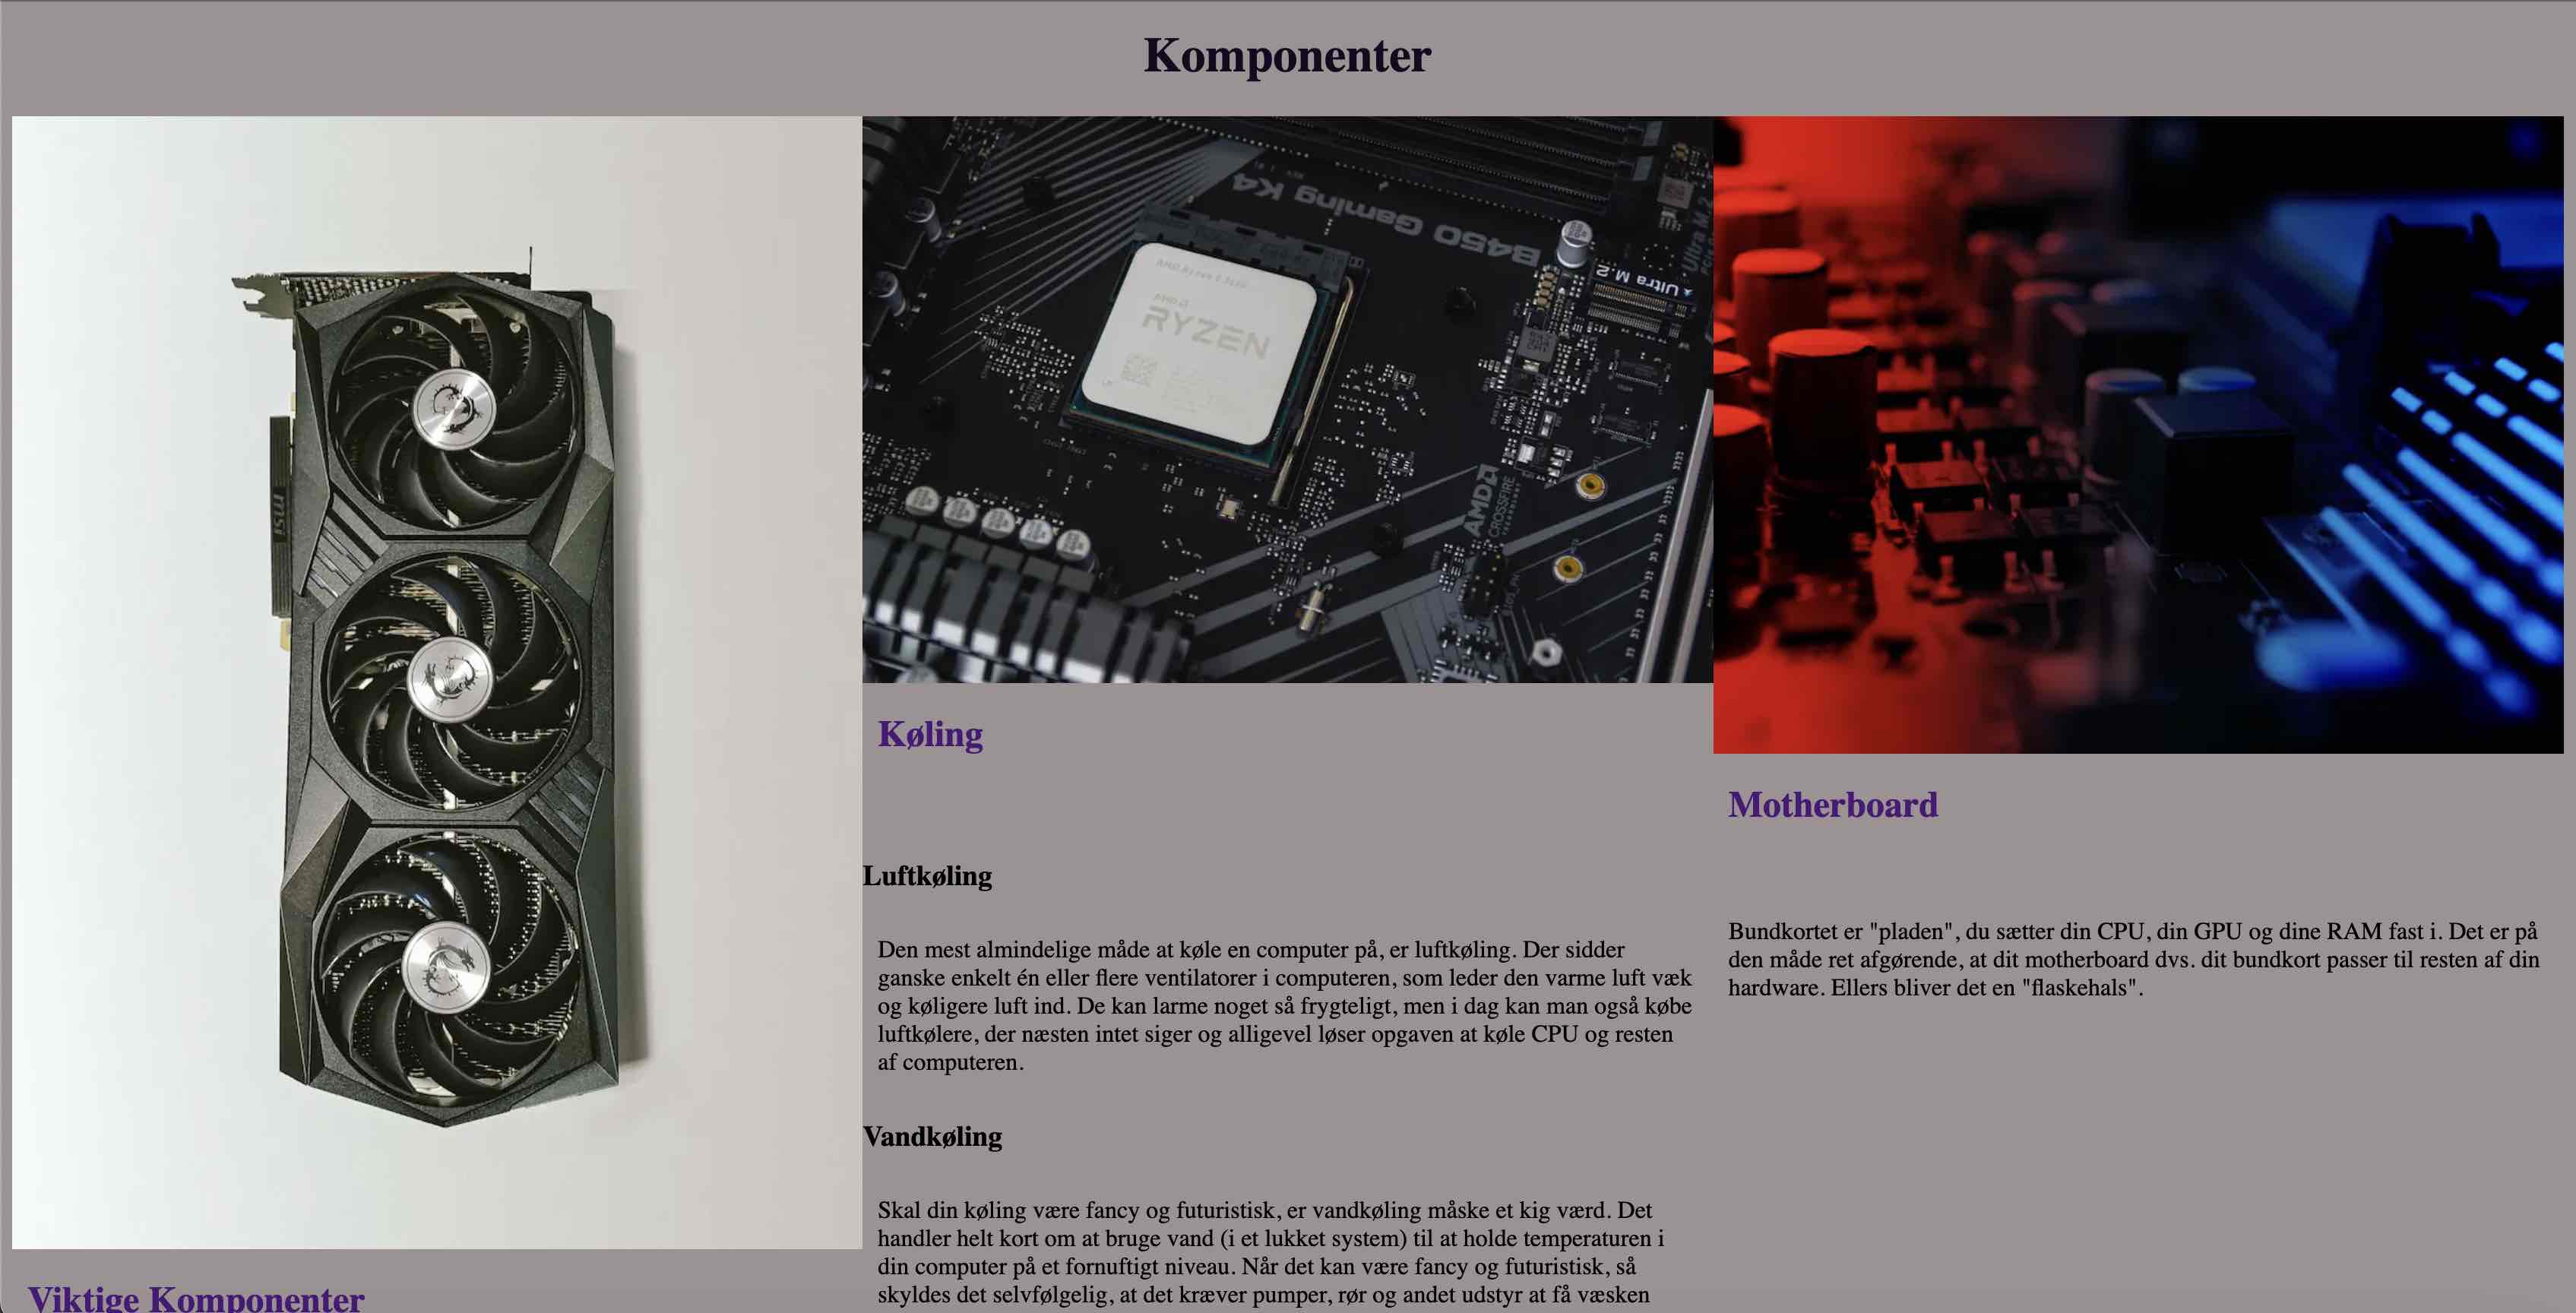 Komponenter
B450 Gaming K4
Ultra M.2
AMD
RYZEN
AMD
CROSSFIRE
msi
Køling
Luftkøling
Den mest almindelige måde at køle en computer på, er luftkøling. Der sidder
ganske enkelt én eller flere ventilatorer i computeren, som leder den varme luft væk
og køligere luft ind. De kan larme noget så frygteligt, men i dag kan man også købe
luftkølere, der næsten intet siger og alligevel løser opgaven at køle CPU og resten
af computeren.
Vandkøling
Skal din køling være fancy og futuristisk, er vandkøling måske et kig værd. Det
handler helt kort om at bruge vand (i et lukket system) til at holde temperaturen i
din computer på et fornuftigt niveau. Når det kan være fancy og futuristisk, så
skyldes det selvfølgelig, at det kræver pumper, rør og andet udstyr at få væsken
Motherboard
Bundkortet er "pladen", du sætter din CPU, din GPU og dine RAM fast i. Det er på
den måde ret afgørende, at dit motherboard dvs. dit bundkort passer til resten af din
hardware. Ellers bliver det en "flaskehals".
Viktige Komponenter